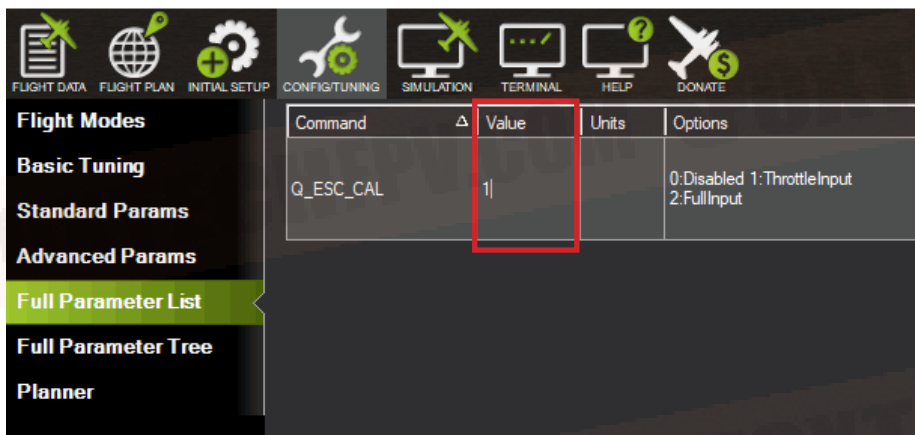 FLIGHT DATA
FLIGHT PLAN
INITIAL SETUP
CONFIG/TUNING
SIMULATION
TERMINAL
HELP
DONATE
Flight Modes
Basic Tuning
Standard Params
Advanced Params
Full Parameter List
Full Parameter Tree
Planner
Command Value Units Options
Q_ESC_CAL 1 0:Disabled 1:ThrottleInput
2:FullInput